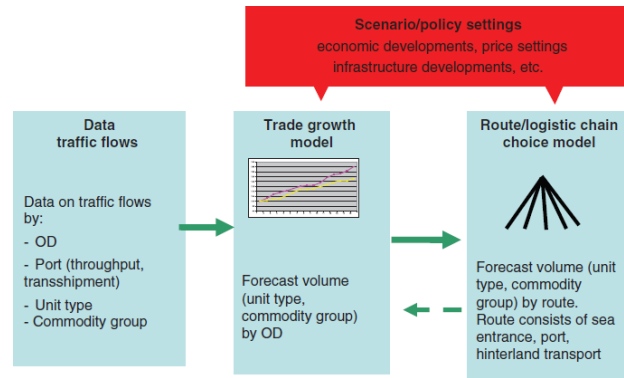 Scenario/policy settings
economic developments, price settings
infrastructure developments, etc.
Data
traffic flows
Data on traffic flows
by:
- OD
- Port (throughput,
transshipment)
- Unit type
- Commodity group
Trade growth
model
Forecast volume
(unit type,
commodity group)
by OD
Route/logistic chain
choice model
Forecast volume (unit
type, commodity
group) by route.
Route consists of sea
entrance, port,
hinterland transport